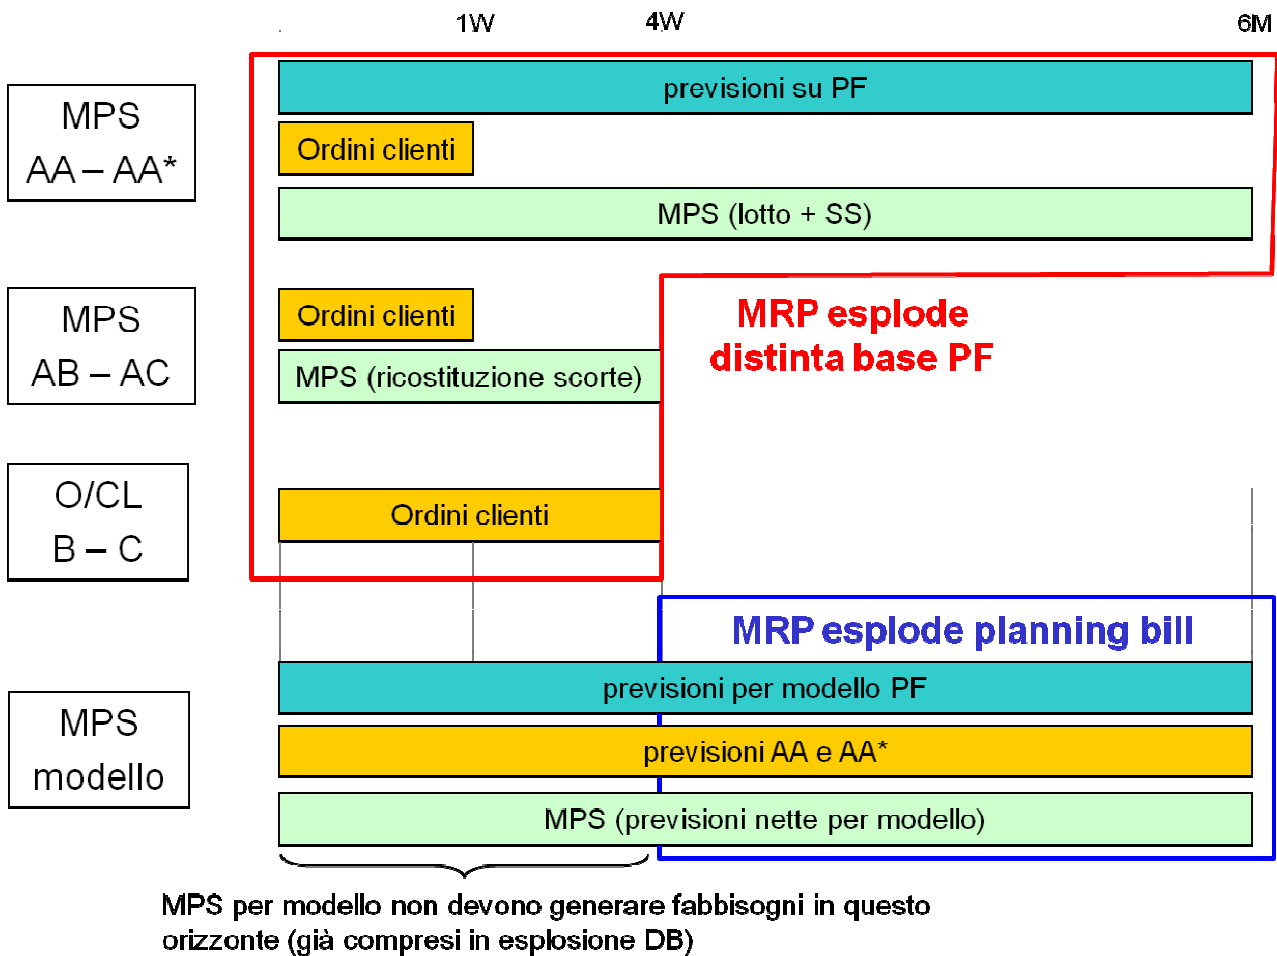 1W
4W
6M
MPS
AA – AA*
previsioni su PF
Ordini clienti
MPS (lotto + SS)
MPS
AB – AC
Ordini clienti
MPS (ricostituzione scorte)
MRP esplode
distinta base PF
O/CL
B – C
Ordini clienti
MRP esplode planning bill
MPS
modello
previsioni per modello PF
previsioni AA e AA*
MPS (previsioni nette per modello)
MPS per modello non devono generare fabbisogni in questo
orizzonte (già compresi in esplosione DB)